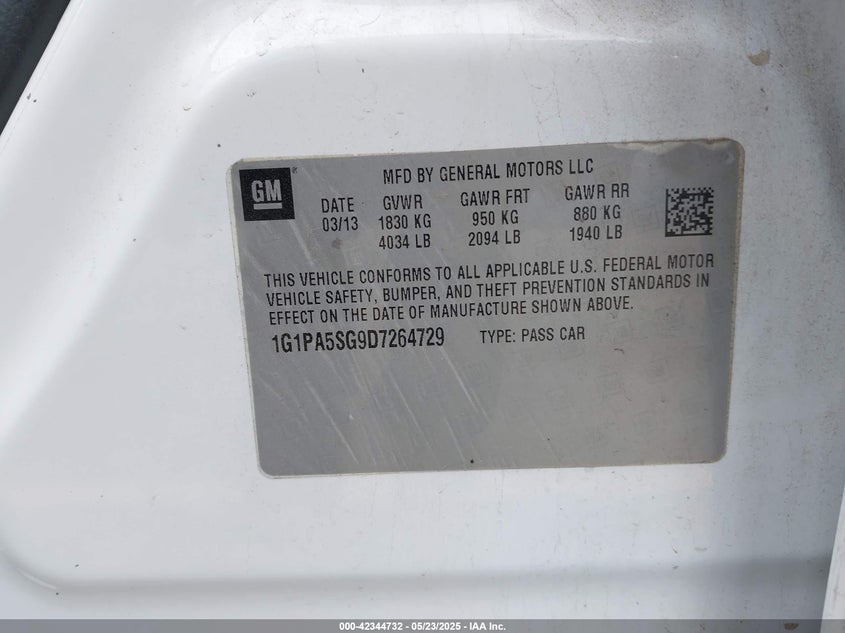 MFD BY GENERAL MOTORS LLC
GM®
DATE GVWR GAWR FRT GAWR RR
03/13 1830 KG 950 KG 880 KG
4034 LB 2094 LB 1940 LB
THIS VEHICLE CONFORMS TO ALL APPLICABLE U.S. FEDERAL MOTOR
VEHICLE SAFETY, BUMPER, AND THEFT PREVENTION STANDARDS IN
EFFECT ON THE DATE OF MANUFACTURE SHOWN ABOVE.
1G1PA5SG9D7264729 TYPE: PASS CAR
000-42344732 - 05/23/2025 - IAA Inc.